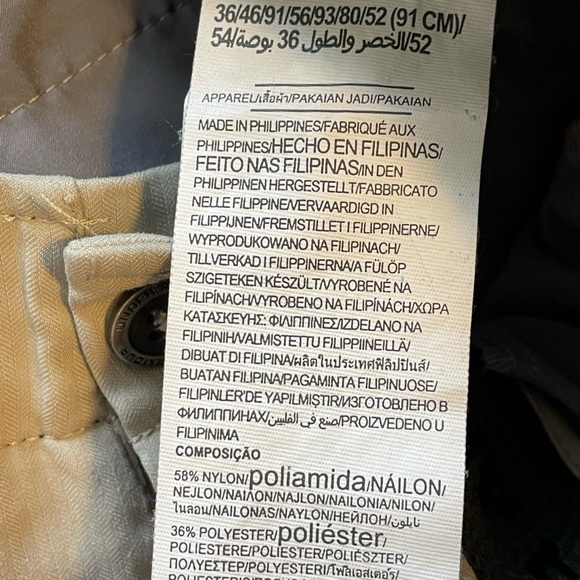 36/46/91/56/93/80/52 (91 CM)/
54/الخصر والطول 36 بوصة/52
APPAREL/เสื้อผ้า/PAKAIAN JADI/PAKAIAN
MADE IN PHILIPPINES/FABRIQUÉ AUX
PHILIPPINES/HECHO EN FILIPINAS/
FEITO NAS FILIPINAS/IN DEN
PHILIPPINEN HERGESTELLT/FABBRICATO
NELLE FILIPPINE/VERVAARDIGD IN
FILIPPIJNEN/FREMSTILLET I FILIPPINERNE/
WYPRODUKOWANO NA FILIPINACH/
TILLVERKAD I FILIPPINERNA/A FÜLÖP
SZIGETEKEN KÉSZÜLT/VYROBENÉ NA
FILIPÍNACH/VYROBENO NA FILIPÍNÁCH/ΧΩΡΑ
ΚΑΤΑΣΚΕΥΗΣ: ΦΙΛΙΠΠΙΝΕΣ/IZDELANO NA
FILIPINIH/VALMISTETTU FILIPPIINEILLÄ/
DIBUAT DI FILIPINA/ผลิตในประเทศฟิลิปปินส์/
BUATAN FILIPINA/PAGAMINTA FILIPINUOSE/
FILIPINLER'DE YAPILMIŞTIR/ИЗГОТОВЛЕНО В
ФИЛИППИНАХ/صنع في الفلبين/PROIZVEDENO U
FILIPINIMA
COMPOSIÇÃO
58% NYLON/poliamida/NÁILON/
NEJLON/ΝΑΪΛΟΝ/NAJLON/NAILONIA/NILON/
ไนลอน/NAILONAS/NAYLON/НЕЙЛОН/نايلون/
36% POLYESTER/poliéster/
POLIESTERE/POLIESTER/POLIÉSZTER/
ΠΟΛΥΕΣΤΕΡ/POLYESTERI/โพลีเอสเตอร์/